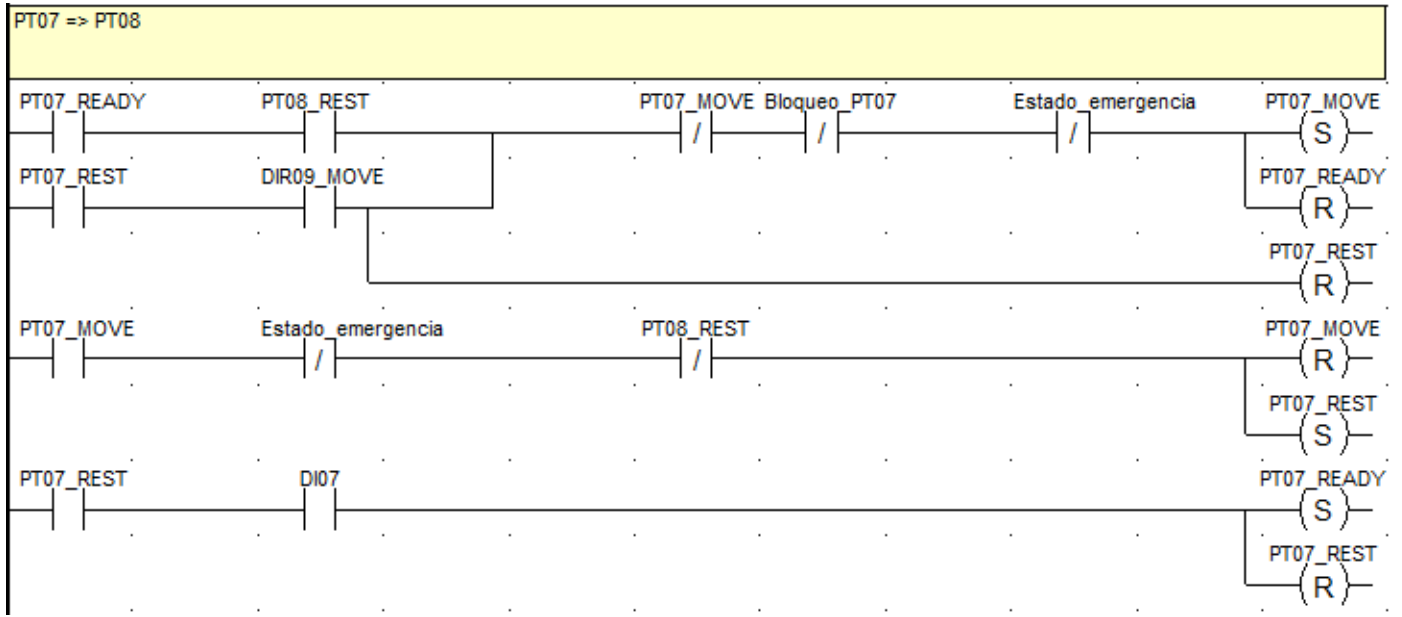 PT07 => PT08
PT07_READY PT08_REST PT07_MOVE Bloqueo_PT07 Estado_emergencia PT07_MOVE
/ / / S
PT07_REST DIR09_MOVE PT07_READY
R
PT07_REST
R
PT07_MOVE Estado_emergencia PT08_REST PT07_MOVE
/ / R
PT07_REST
S
PT07_REST DI07 PT07_READY
S
PT07_REST
R